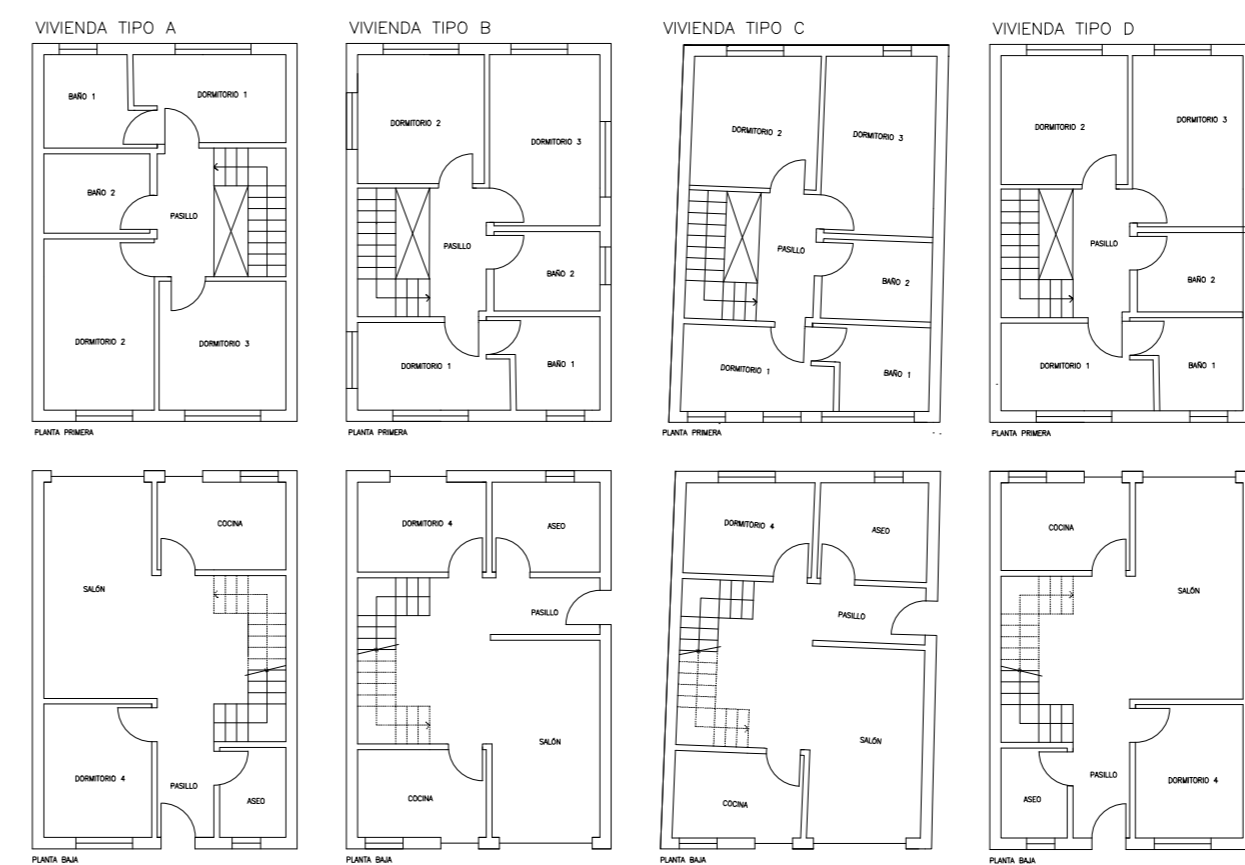 VIVIENDA TIPO A
BAÑO 1
DORMITORIO 1
BAÑO 2
PASILLO
DORMITORIO 2
DORMITORIO 3
PLANTA PRIMERA
SALÓN
COCINA
DORMITORIO 4
PASILLO
ASEO
PLANTA BAJA
VIVIENDA TIPO B
DORMITORIO 2
DORMITORIO 3
PASILLO
BAÑO 2
DORMITORIO 1
BAÑO 1
PLANTA PRIMERA
DORMITORIO 4
ASEO
PASILLO
SALÓN
COCINA
PLANTA BAJA
VIVIENDA TIPO C
DORMITORIO 2
DORMITORIO 3
PASILLO
BAÑO 2
DORMITORIO 1
BAÑO 1
PLANTA PRIMERA
DORMITORIO 4
ASEO
PASILLO
SALÓN
COCINA
PLANTA BAJA
VIVIENDA TIPO D
DORMITORIO 2
DORMITORIO 3
PASILLO
BAÑO 2
DORMITORIO 1
BAÑO 1
PLANTA PRIMERA
COCINA
SALÓN
ASEO
PASILLO
DORMITORIO 4
PLANTA BAJA